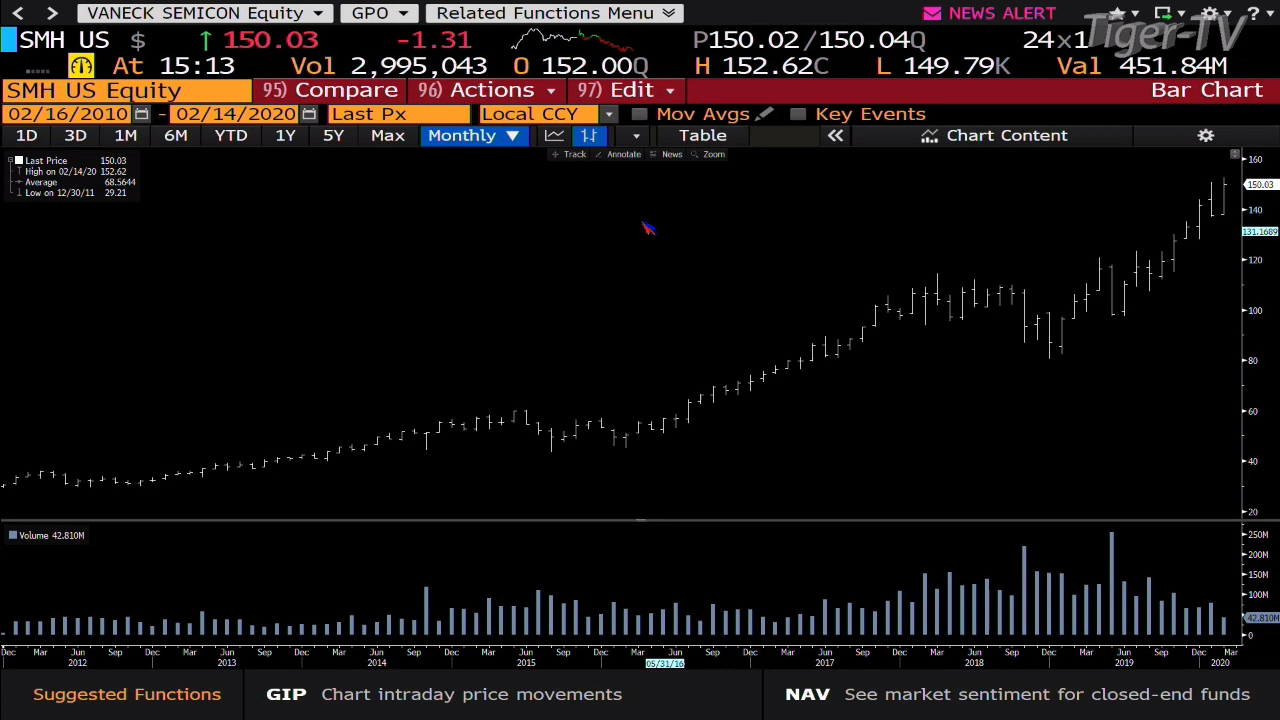 < > VANECK SEMICON Equity GPO Related Functions Menu NEWS ALERT ?
Tiger-TV
SMH US $ ↑ 150.03 -1.31 P150.02/150.04Q 24x1
At 15:13 Vol 2,995,043 O 152.00Q H 152.62C L 149.79K Val 451.84M
SMH US Equity 95) Compare 96) Actions 97) Edit Bar Chart
02/16/2010 - 02/14/2020 Last Px Local CCY Mov Avgs Key Events
1D 3D 1M 6M YTD 1Y 5Y Max Monthly ▼ Table « Chart Content
Track Annotate News Zoom
Last Price 150.03
High on 02/14/20 152.62
Average 68.5644
Low on 12/30/11 29.21
160
150.03
140
131.1689
120
100
80
60
40
20
Volume 42.810M
250M
200M
150M
100M
42.810M
0
Dec Mar Jun Sep Dec Mar Jun Sep Dec Mar Jun Sep Dec Mar Jun Sep Dec Mar Jun Sep Dec Mar Jun Sep Dec Mar Jun Sep Dec Mar Jun Sep Dec Mar
2012 2013 2014 2015 05/31/16 2017 2018 2019 2020
Suggested Functions GIP Chart intraday price movements NAV See market sentiment for closed-end funds